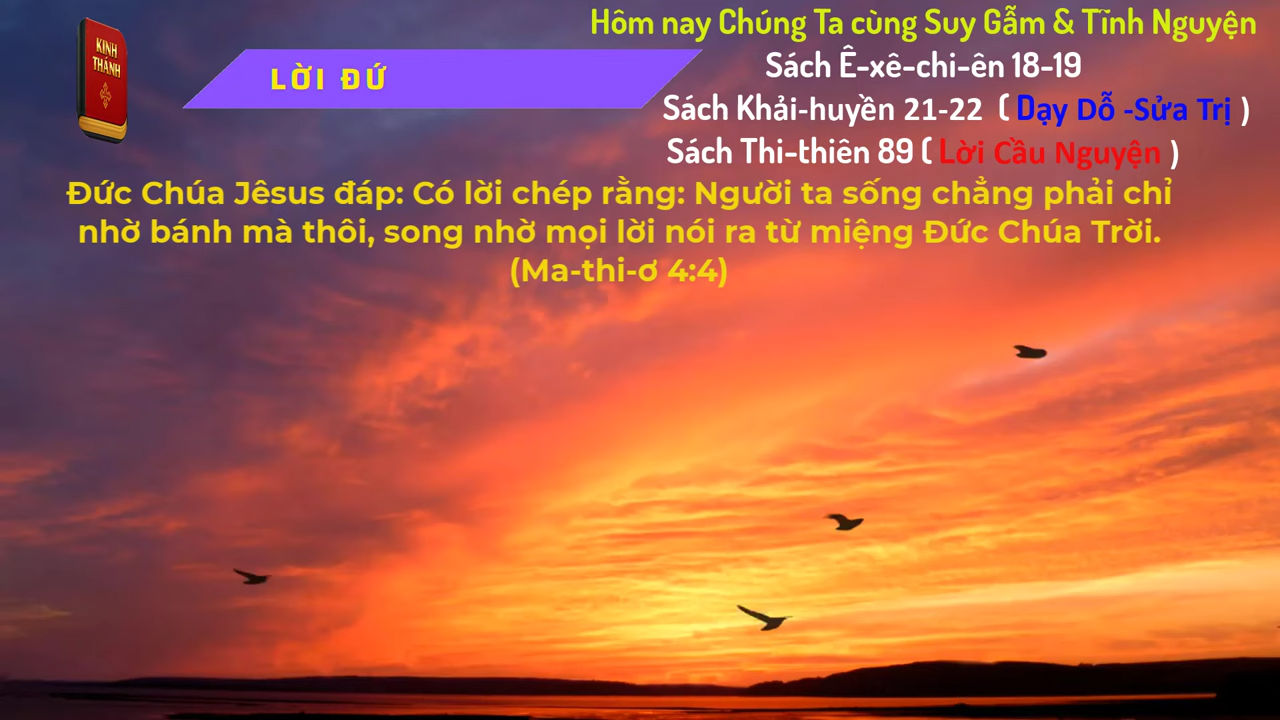 KINH
THÁNH
LỜI ĐỨ
Hôm nay Chúng Ta cùng Suy Gẫm & Tĩnh Nguyện
Sách Ê-xê-chi-ên 18-19
Sách Khải-huyền 21-22 ( Dạy Dỗ -Sửa Trị )
Sách Thi-thiên 89 ( Lời Cầu Nguyện )
Đức Chúa Jêsus đáp: Có lời chép rằng: Người ta sống chẳng phải chỉ
nhờ bánh mà thôi, song nhờ mọi lời nói ra từ miệng Đức Chúa Trời.
(Ma-thi-ơ 4:4)